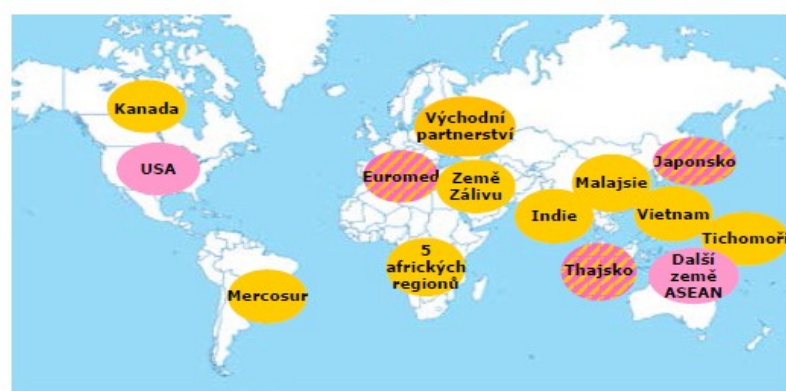 Kanada
USA
Mercosur
Východní
partnerství
Euromed
Země
Zálivu
5
afrických
regionů
Japonsko
Malajsie
Indie
Vietnam
Tichomoří
Thajsko
Další
země
ASEAN